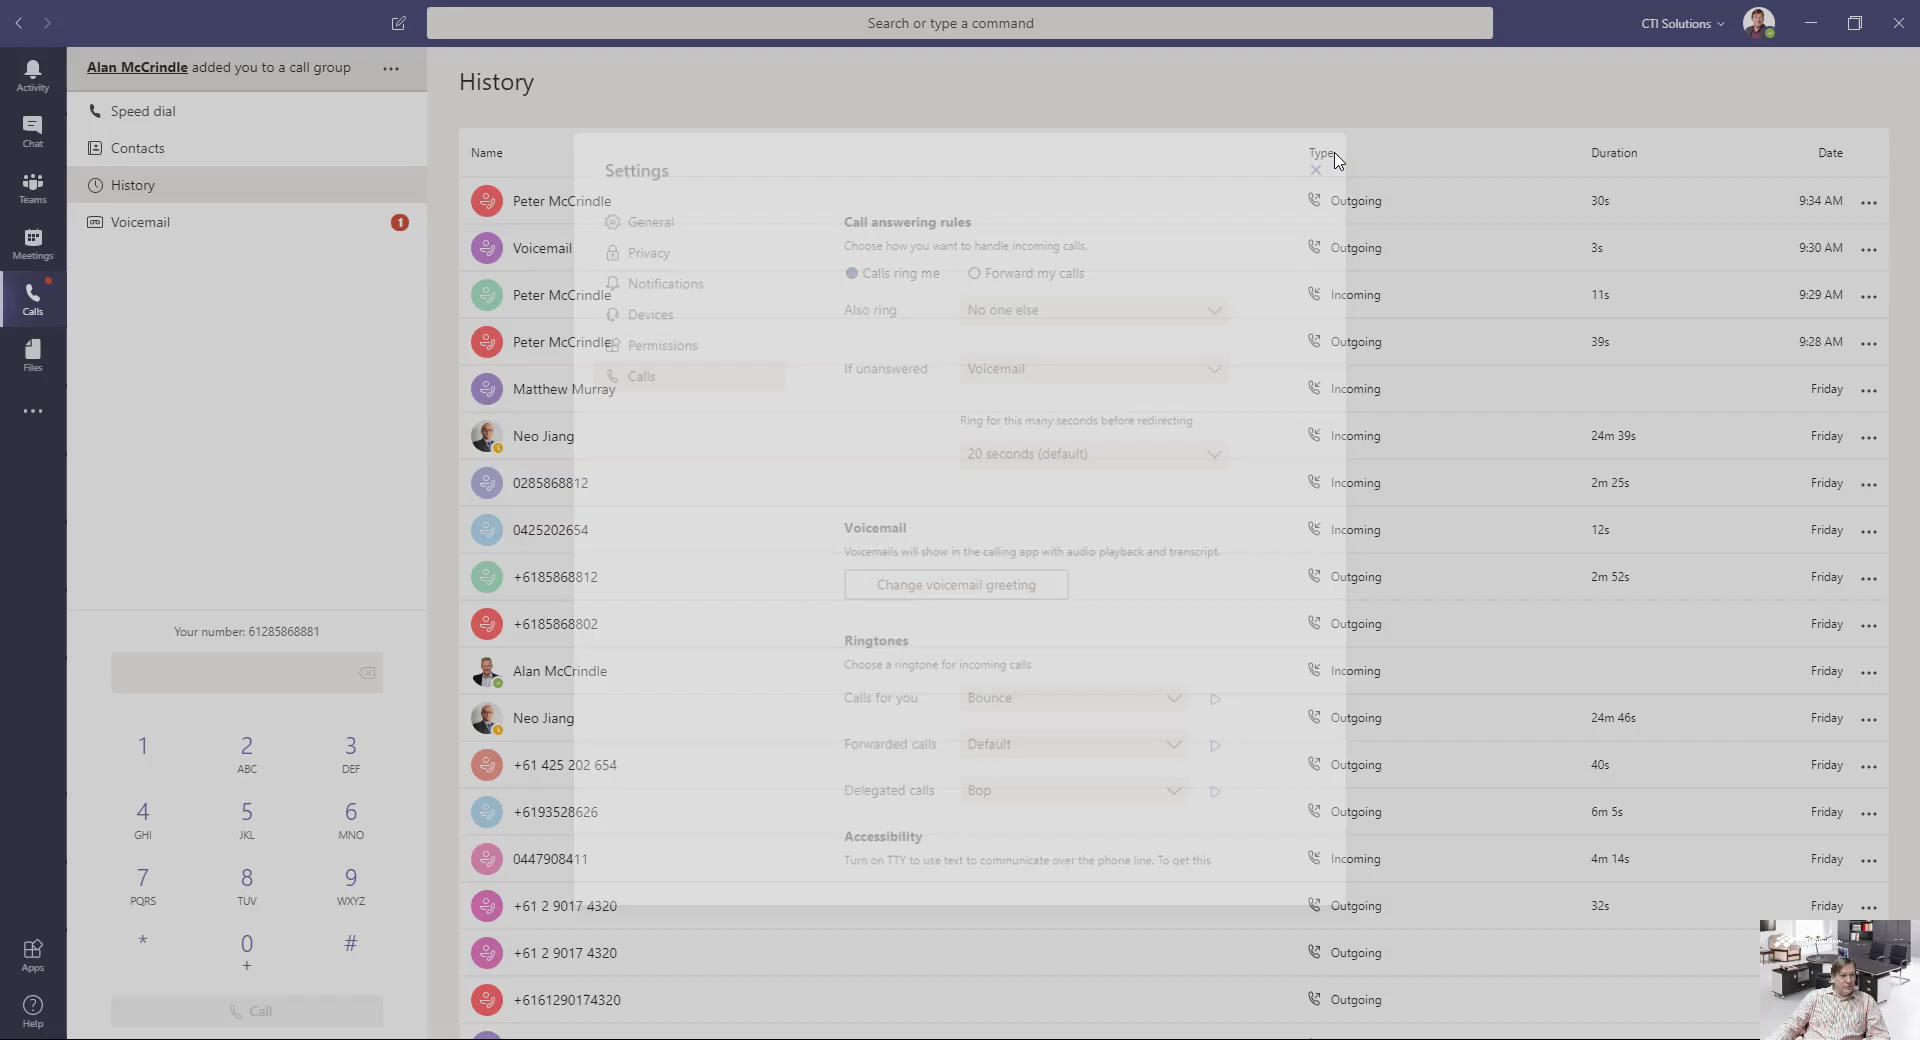 Search or type a command
CTI Solutions
Activity
Chat
Teams
Meetings
Calls
Files
Apps
Help
Alan McCrindle added you to a call group
Speed dial
Contacts
History
Voicemail
1
Your number: 61285868881
1
2
ABC
3
DEF
4
GHI
5
JKL
6
MNO
7
PQRS
8
TUV
9
WXYZ
*
0
+
#
Call
History
Name Type Duration Date
Peter McCrindle Outgoing 30s 9:34 AM
Voicemail Outgoing 3s 9:30 AM
Peter McCrindle Incoming 11s 9:29 AM
Peter McCrindle Outgoing 39s 9:28 AM
Matthew Murray Incoming Friday
Neo Jiang Incoming 24m 39s Friday
0285868812 Incoming 2m 25s Friday
0425202654 Incoming 12s Friday
+6185868812 Outgoing 2m 52s Friday
+6185868802 Outgoing Friday
Alan McCrindle Incoming Friday
Neo Jiang Outgoing 24m 46s Friday
+61 425 202 654 Outgoing 40s Friday
+6193528626 Outgoing 6m 5s Friday
0447908411 Incoming 4m 14s Friday
+61 2 9017 4320 Outgoing 32s Friday
+61 2 9017 4320 Outgoing
+6161290174320 Outgoing
Settings
General
Privacy
Notifications
Devices
Permissions
Calls
Call answering rules
Choose how you want to handle incoming calls.
Calls ring me Forward my calls
Also ring No one else
If unanswered Voicemail
Ring for this many seconds before redirecting
20 seconds (default)
Voicemail
Voicemails will show in the calling app with audio playback and transcript.
Change voicemail greeting
Ringtones
Choose a ringtone for incoming calls
Calls for you Bounce
Forwarded calls Default
Delegated calls Bop
Accessibility
Turn on TTY to use text to communicate over the phone line. To get this